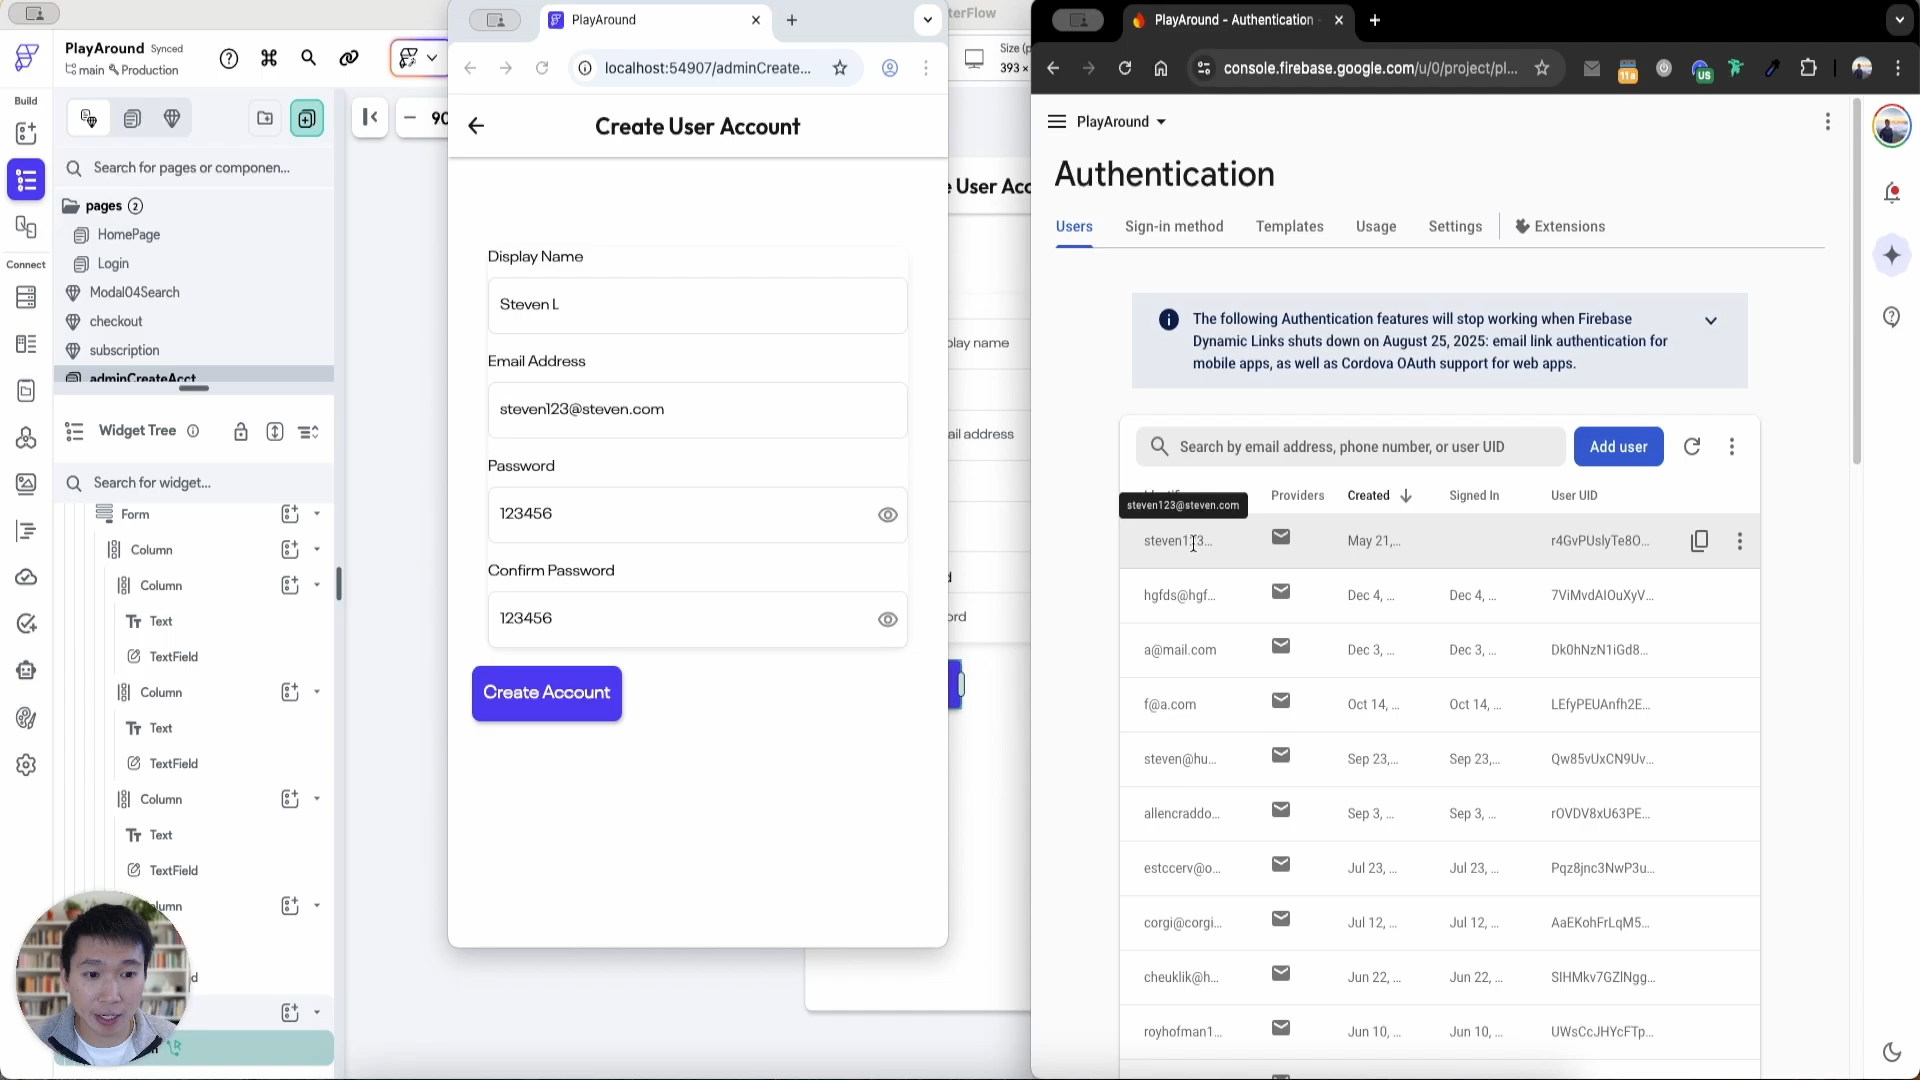 PlayAround Synced
main Production
Build
Search for pages or componen...
pages 2
HomePage
Login
Connect
Modal04Search
checkout
subscription
adminCreateAcct
Widget Tree
Search for widget...
Form
Column
Column
Text
TextField
Column
Text
TextField
Column
Text
TextField
90
PlayAround
localhost:54907/adminCreate...
Create User Account
Display Name
Steven L
Email Address
steven123@steven.com
Password
123456
Confirm Password
123456
Create Account
terFlow
Size (p
393 ×
e User Acc
play name
ail address
ord
PlayAround - Authentication
console.firebase.google.com/u/0/project/pl...
11a
US
PlayAround
Authentication
Users Sign-in method Templates Usage Settings Extensions
The following Authentication features will stop working when Firebase
Dynamic Links shuts down on August 25, 2025: email link authentication for
mobile apps, as well as Cordova OAuth support for web apps.
Search by email address, phone number, or user UID
Add user
Providers Created Signed In User UID
steven123@steven.com
steven123... May 21,... r4GvPUslyTe8O...
hgfds@hgf... Dec 4, ... Dec 4, ... 7ViMvdAIOuXyV...
a@mail.com Dec 3, ... Dec 3, ... Dk0hNzN1iGd8...
f@a.com Oct 14, ... Oct 14, ... LEfyPEUAnfh2E...
steven@hu... Sep 23,... Sep 23,... Qw85vUxCN9Uv...
allencraddo... Sep 3, ... Sep 3, ... rOVDV8xU63PE...
estccerv@o... Jul 23, ... Jul 23, ... Pqz8jnc3NwP3u...
corgi@corgi... Jul 12, ... Jul 12, ... AaEKohFrLqM5...
cheuklik@h... Jun 22, ... Jun 22, ... SIHMkv7GZlNgg...
royhofman1... Jun 10, ... Jun 10, ... UWsCcJHYcFTp...